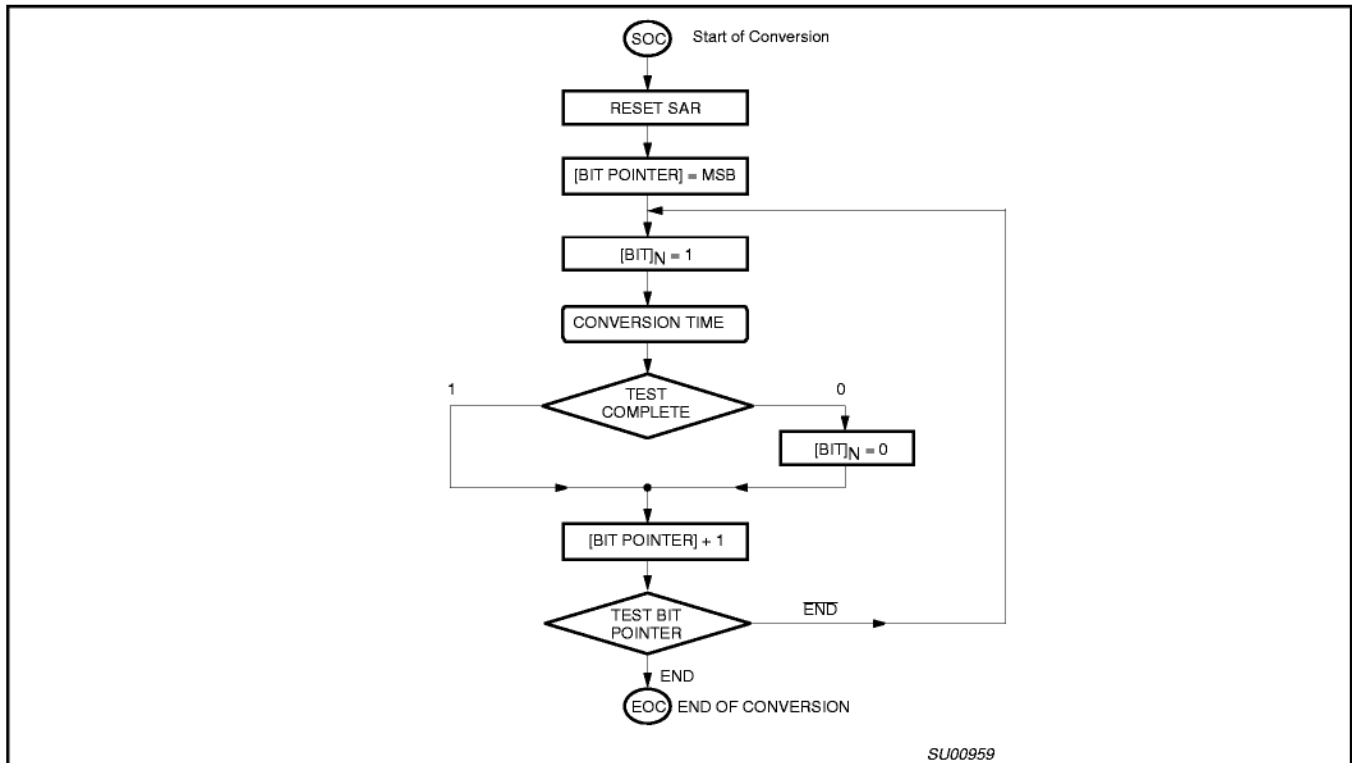 SOC
Start of Conversion
RESET SAR
[BIT POINTER] = MSB
[BIT]N = 1
CONVERSION TIME
1
TEST
COMPLETE
0
[BIT]N = 0
[BIT POINTER] + 1
TEST BIT
POINTER
END
END
EOC
END OF CONVERSION
SU00959